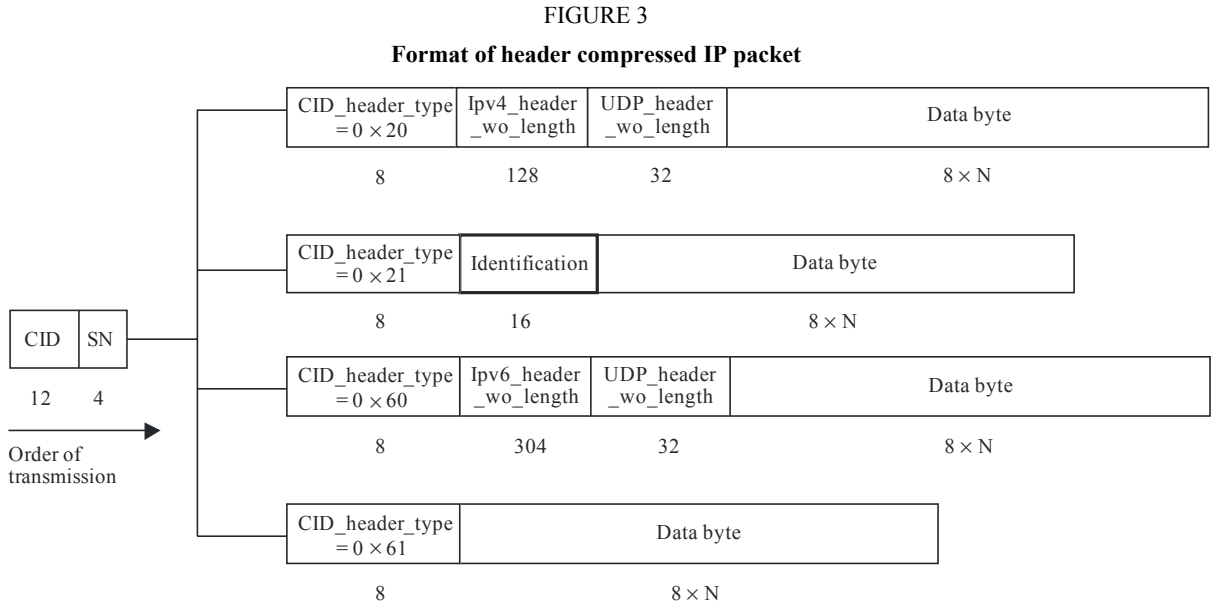 FIGURE 3
Format of header compressed IP packet
CID_header_type
= 0 × 20
Ipv4_header
_wo_length
UDP_header
_wo_length
Data byte
8
128
32
8 × N
CID_header_type
= 0 × 21
Identification
Data byte
8
16
8 × N
CID
SN
12
4
Order of
transmission
CID_header_type
= 0 × 60
Ipv6_header
_wo_length
UDP_header
_wo_length
Data byte
8
304
32
8 × N
CID_header_type
= 0 × 61
Data byte
8
8 × N